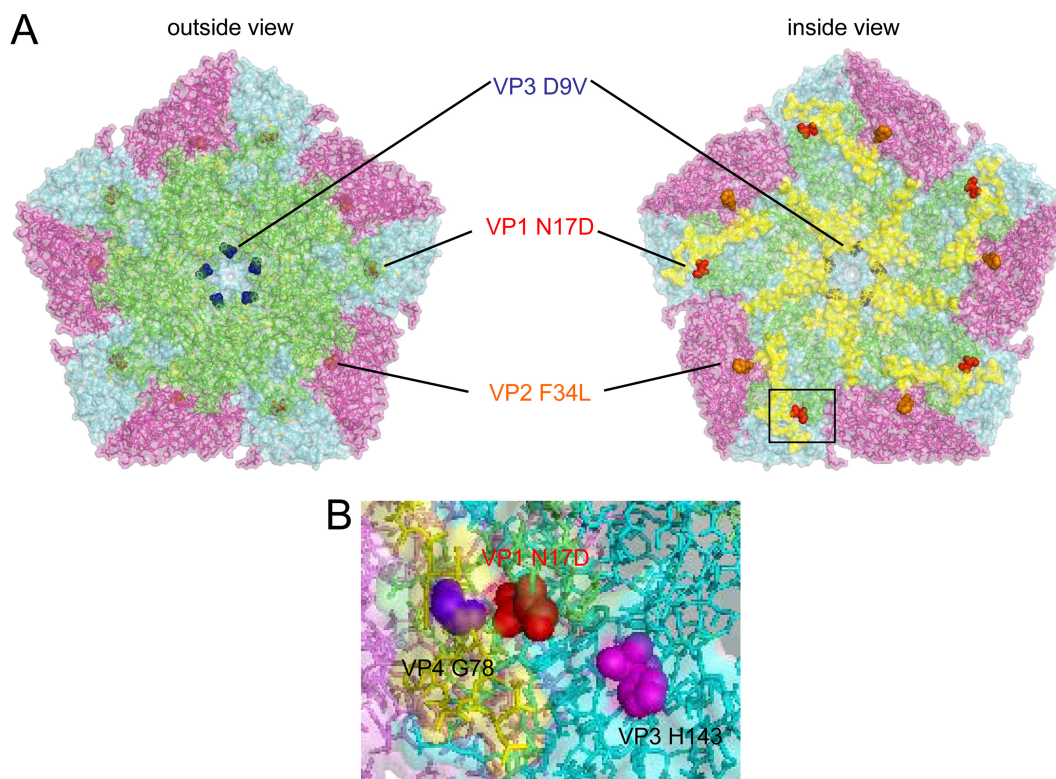 A
outside view
inside view
VP3 D9V
VP1 N17D
VP2 F34L
B
VP1 N17D
VP4 G78
VP3 H143